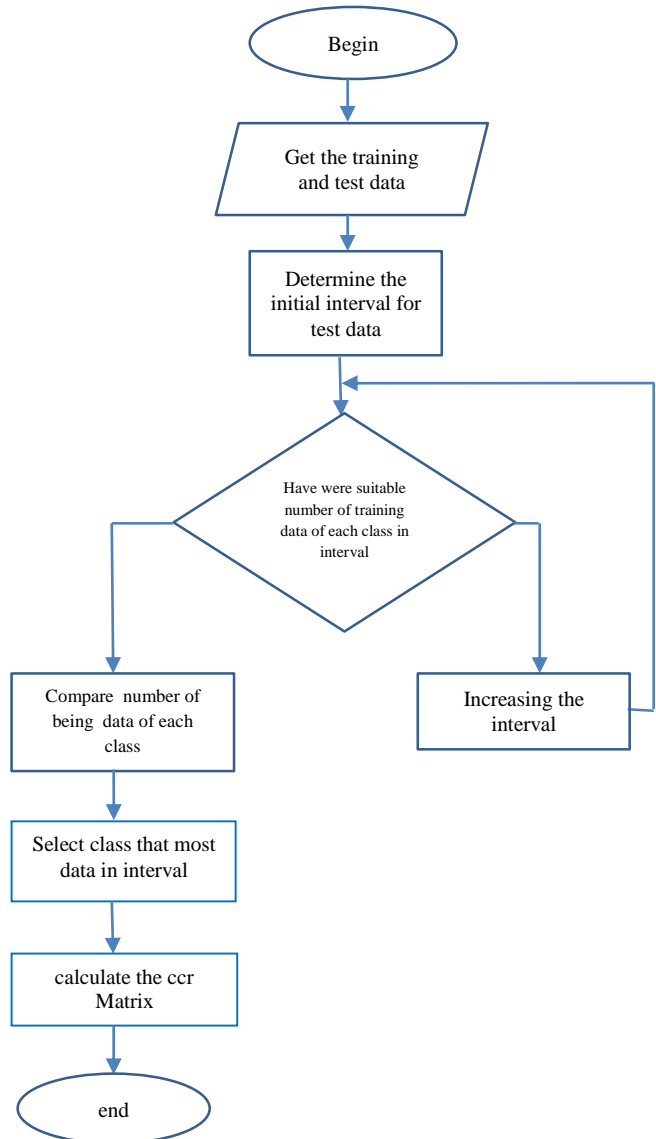 Begin
Get the training
and test data
Determine the
initial interval for
test data
Have were suitable
number of training
data of each class in
interval
Compare number of
being data of each
class
Increasing the
interval
Select class that most
data in interval
calculate the ccr
Matrix
end